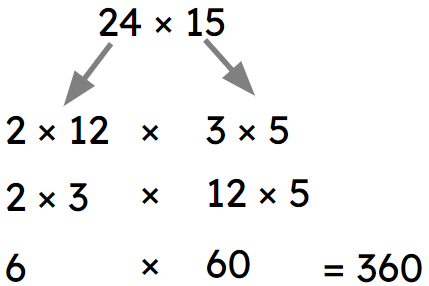 24 × 15
2 × 12 × 3 × 5
2 × 3 × 12 × 5
6 × 60 = 360